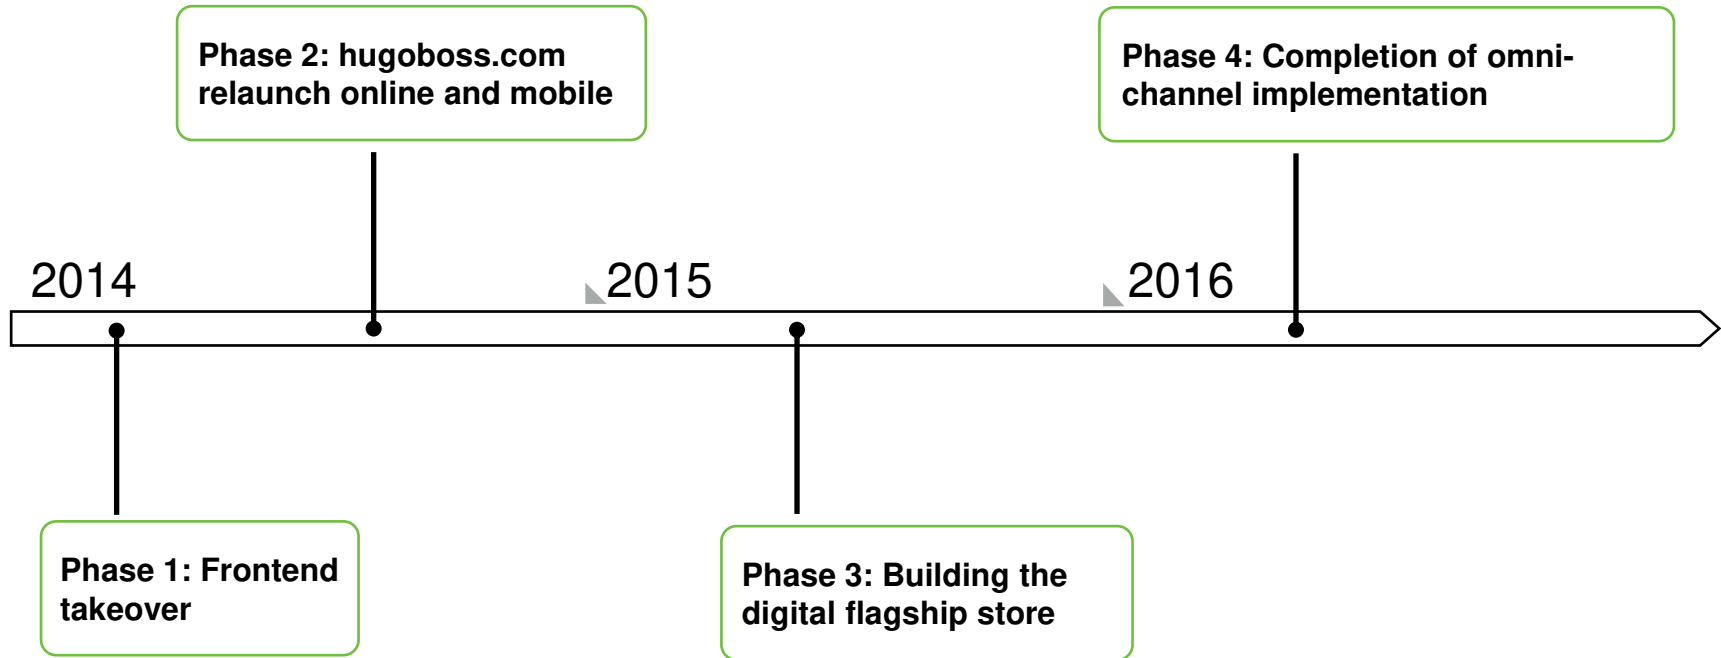 Phase 2: hugoboss.com
relaunch online and mobile
Phase 4: Completion of omni-
channel implementation
2014
2015
2016
Phase 1: Frontend
takeover
Phase 3: Building the
digital flagship store